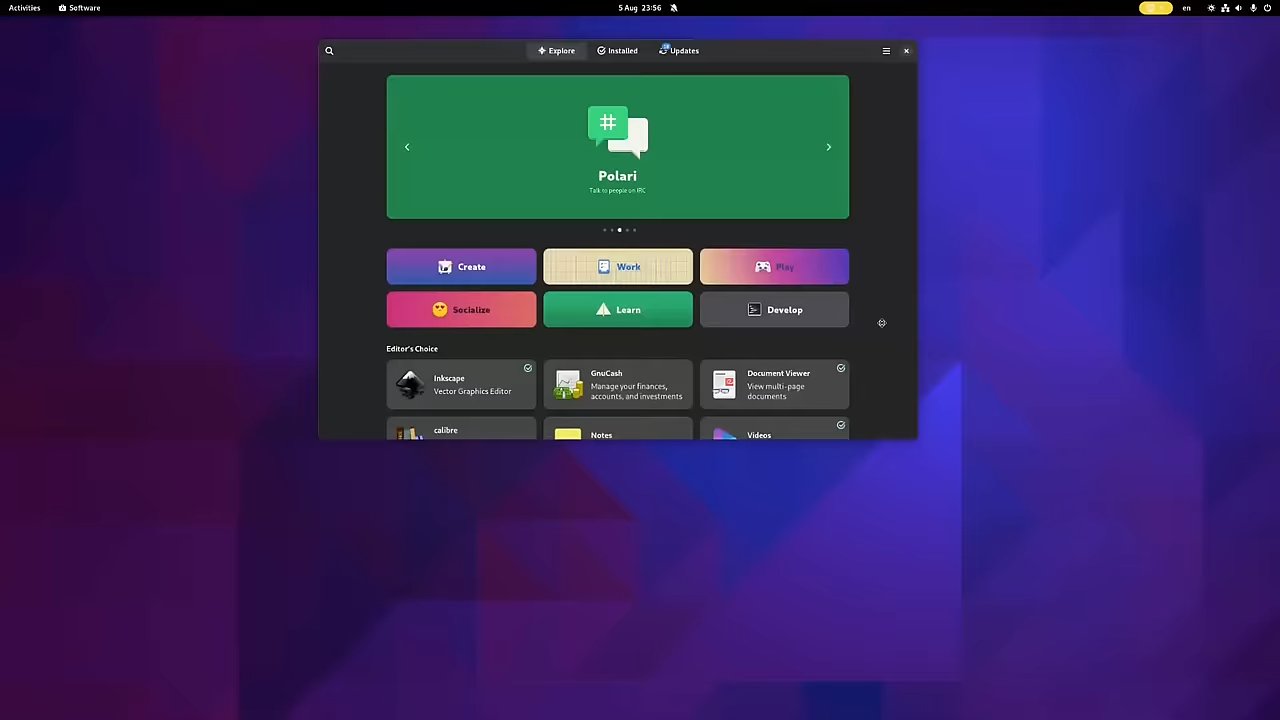 Activities
Software
5 Aug 23:56
en
Explore
Installed
Updates
Polari
Talk to people on IRC
Create
Work
Play
Socialize
Learn
Develop
Editor's Choice
Inkscape
Vector Graphics Editor
GnuCash
Manage your finances,
accounts, and investments
Document Viewer
View multi-page
documents
calibre
Notes
Videos